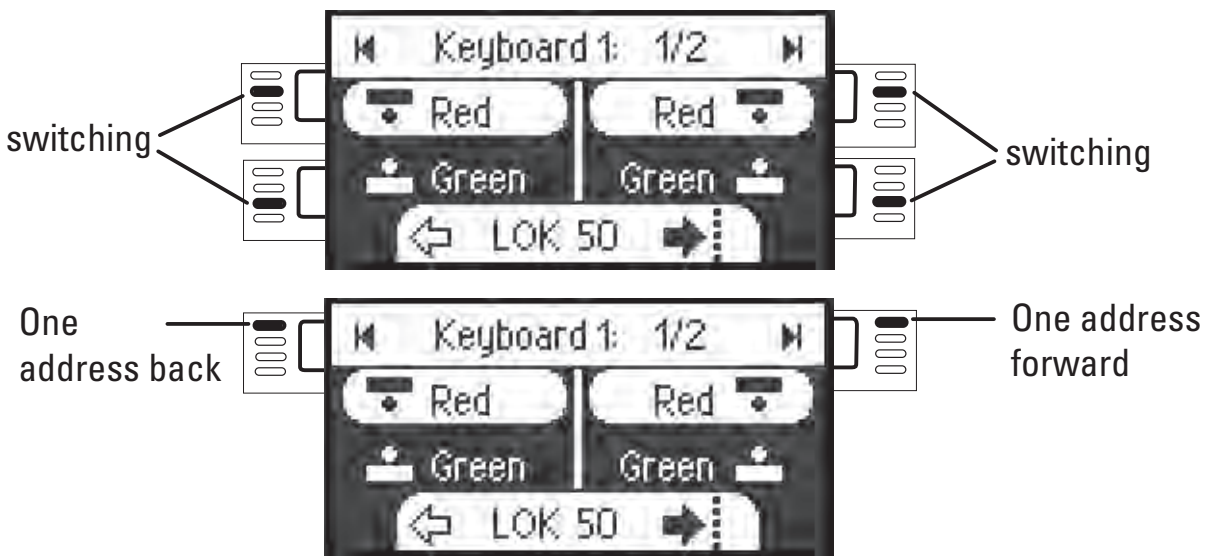 Keyboard 1: 1/2
Red Red
switching
switching
Green Green
LOK 50
One
address back
Keyboard 1: 1/2
One address
forward
Red Red
Green Green
LOK 50